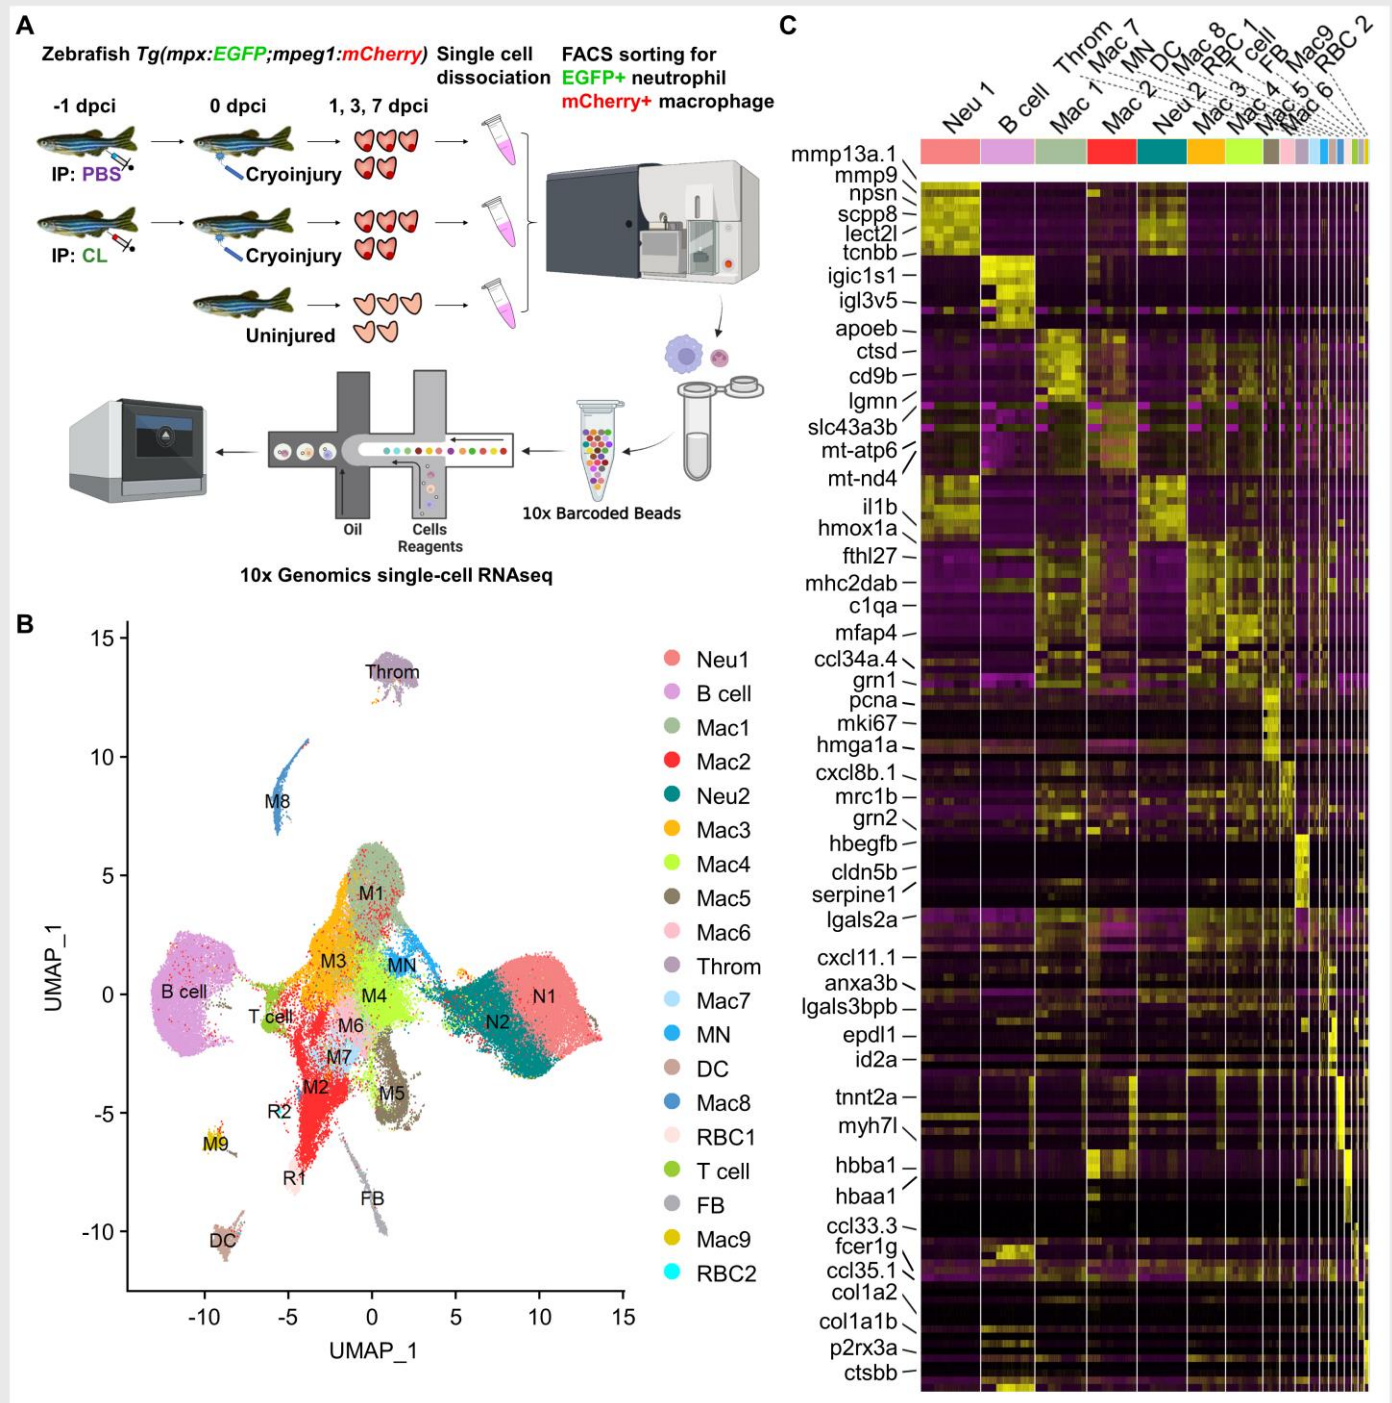 A
Zebrafish Tg(mpx:EGFP;mpeg1:mCherry)
Single cell
dissociation
FACS sorting for
EGFP+ neutrophil
mCherry+ macrophage
-1 dpci
0 dpci
1, 3, 7 dpci
IP: PBS
Cryoinjury
IP: CL
Cryoinjury
Uninjured
Oil
Cells
Reagents
10x Barcoded Beads
10x Genomics single-cell RNAseq
B
15
10
5
0
-5
-10
UMAP_1
-10
-5
0
5
10
15
UMAP_1
Throm
M8
M1
M3
MN
B cell
T cell
M4
M6
N1
N2
M7
M2
M5
R2
M9
R1
FB
DC
Neu1
B cell
Mac1
Mac2
Neu2
Mac3
Mac4
Mac5
Mac6
Throm
Mac7
MN
DC
Mac8
RBC1
T cell
FB
Mac9
RBC2
C
Neu 1
B cell
Mac 1
Mac 2
Neu 2
Mac 3
Mac 4
Mac 5
Mac 6
Throm
Mac 7
MN
DC
Mac 8
RBC 1
T cell
FB
Mac9
RBC 2
mmp13a.1
mmp9
npsn
scpp8
lect2l
tcnbb
igic1s1
igl3v5
apoeb
ctsd
cd9b
lgmn
slc43a3b
mt-atp6
mt-nd4
il1b
hmox1a
fthl27
mhc2dab
c1qa
mfap4
ccl34a.4
grn1
pcna
mki67
hmga1a
cxcl8b.1
mrc1b
grn2
hbegfb
cldn5b
serpine1
lgals2a
cxcl11.1
anxa3b
lgals3bpb
epdl1
id2a
tnnt2a
myh7l
hbba1
hbaa1
ccl33.3
fcer1g
ccl35.1
col1a2
col1a1b
p2rx3a
ctsbb